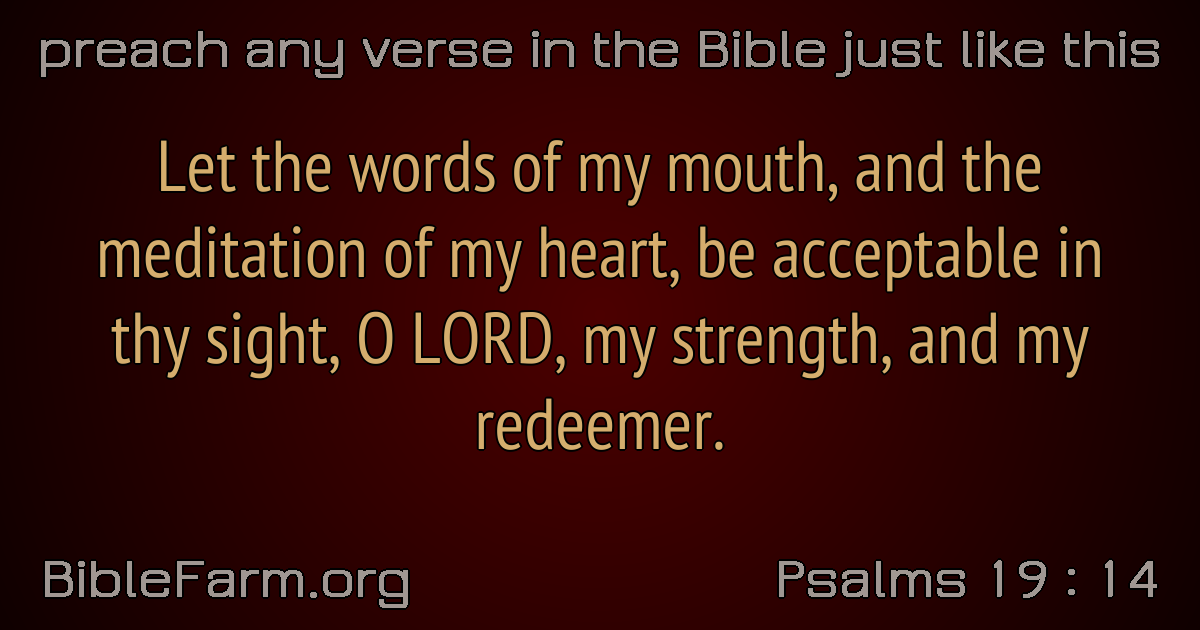 preach any verse in the Bible just like this
Let the words of my mouth, and the
meditation of my heart, be acceptable in
thy sight, O LORD, my strength, and my
redeemer.
BibleFarm.org
Psalms 19 : 14